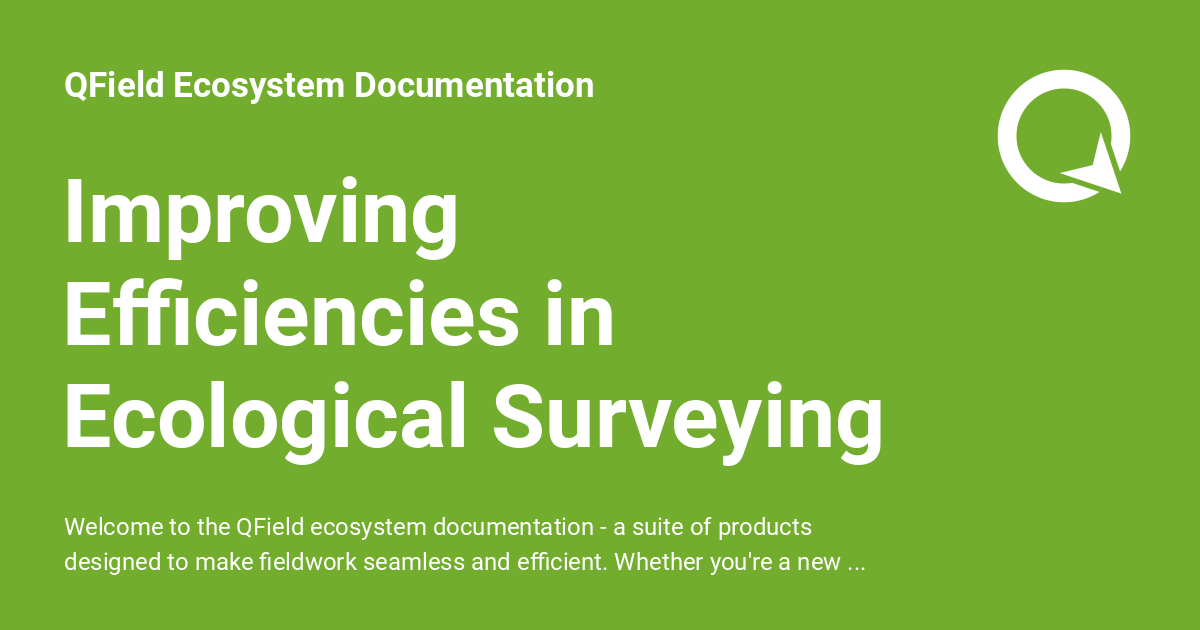 QField Ecosystem Documentation
Improving
Efficiencies in
Ecological Surveying
Welcome to the QField ecosystem documentation - a suite of products
designed to make fieldwork seamless and efficient. Whether you're a new ...